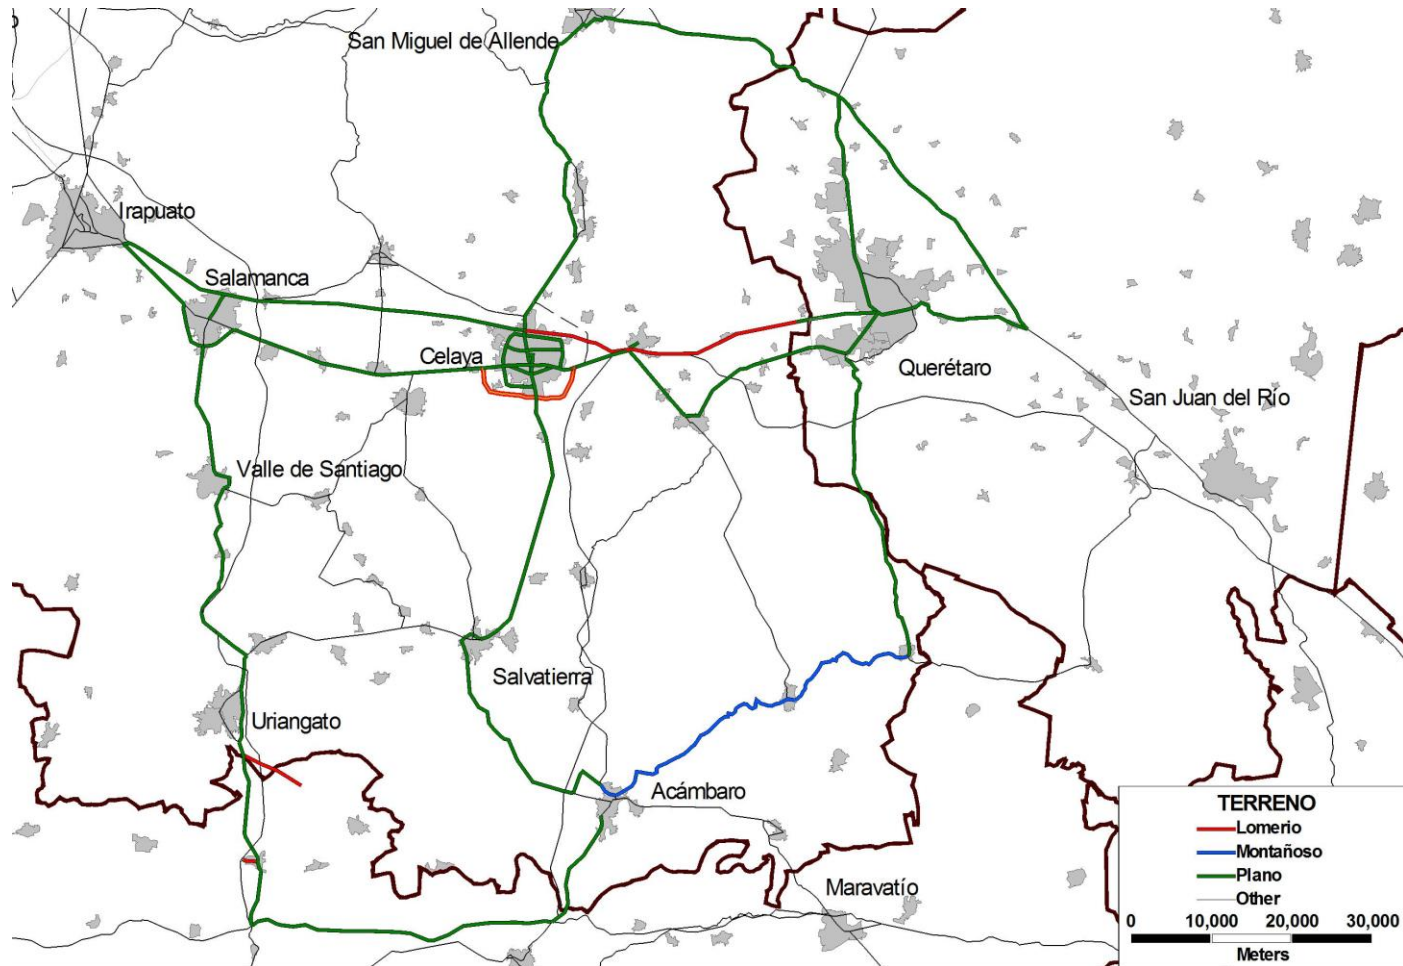 San Miguel de Allende
Irapuato
Salamanca
Celaya
Querétaro
San Juan del Río
Valle de Santiago
Salvatierra
Uriangato
Acámbaro
Maravatío
TERRENO
Lomerio
Montañoso
Plano
Other
0 10,000 20,000 30,000
Meters